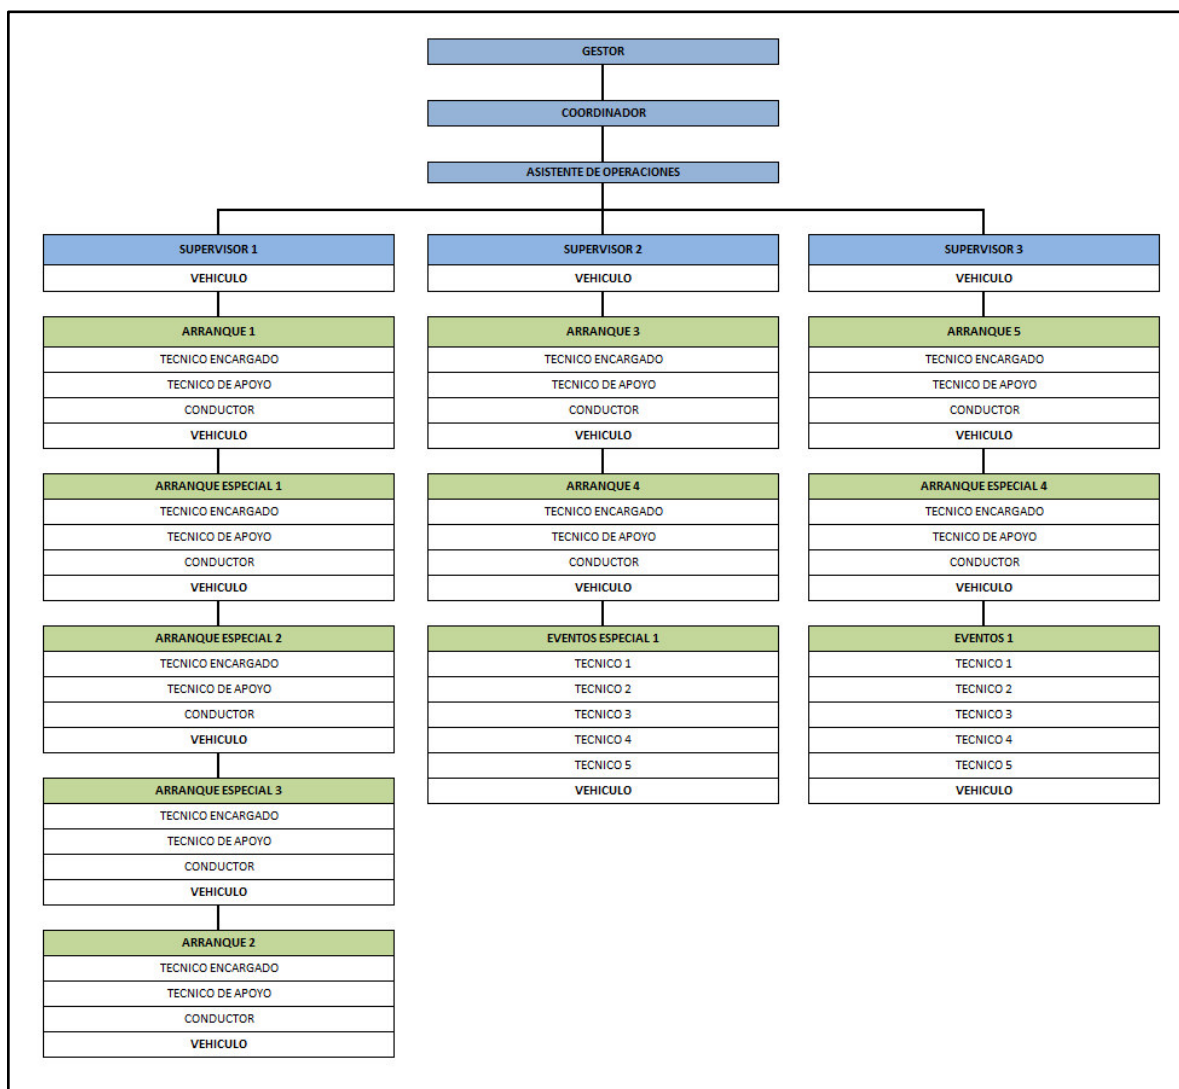 GESTOR
COORDINADOR
ASISTENTE DE OPERACIONES
SUPERVISOR 1
VEHICULO
ARRANQUE 1
TECNICO ENCARGADO
TECNICO DE APOYO
CONDUCTOR
VEHICULO
ARRANQUE ESPECIAL 1
TECNICO ENCARGADO
TECNICO DE APOYO
CONDUCTOR
VEHICULO
ARRANQUE ESPECIAL 2
TECNICO ENCARGADO
TECNICO DE APOYO
CONDUCTOR
VEHICULO
ARRANQUE ESPECIAL 3
TECNICO ENCARGADO
TECNICO DE APOYO
CONDUCTOR
VEHICULO
ARRANQUE 2
TECNICO ENCARGADO
TECNICO DE APOYO
CONDUCTOR
VEHICULO
SUPERVISOR 2
VEHICULO
ARRANQUE 3
TECNICO ENCARGADO
TECNICO DE APOYO
CONDUCTOR
VEHICULO
ARRANQUE 4
TECNICO ENCARGADO
TECNICO DE APOYO
CONDUCTOR
VEHICULO
EVENTOS ESPECIAL 1
TECNICO 1
TECNICO 2
TECNICO 3
TECNICO 4
TECNICO 5
VEHICULO
SUPERVISOR 3
VEHICULO
ARRANQUE 5
TECNICO ENCARGADO
TECNICO DE APOYO
CONDUCTOR
VEHICULO
ARRANQUE ESPECIAL 4
TECNICO ENCARGADO
TECNICO DE APOYO
CONDUCTOR
VEHICULO
EVENTOS 1
TECNICO 1
TECNICO 2
TECNICO 3
TECNICO 4
TECNICO 5
VEHICULO